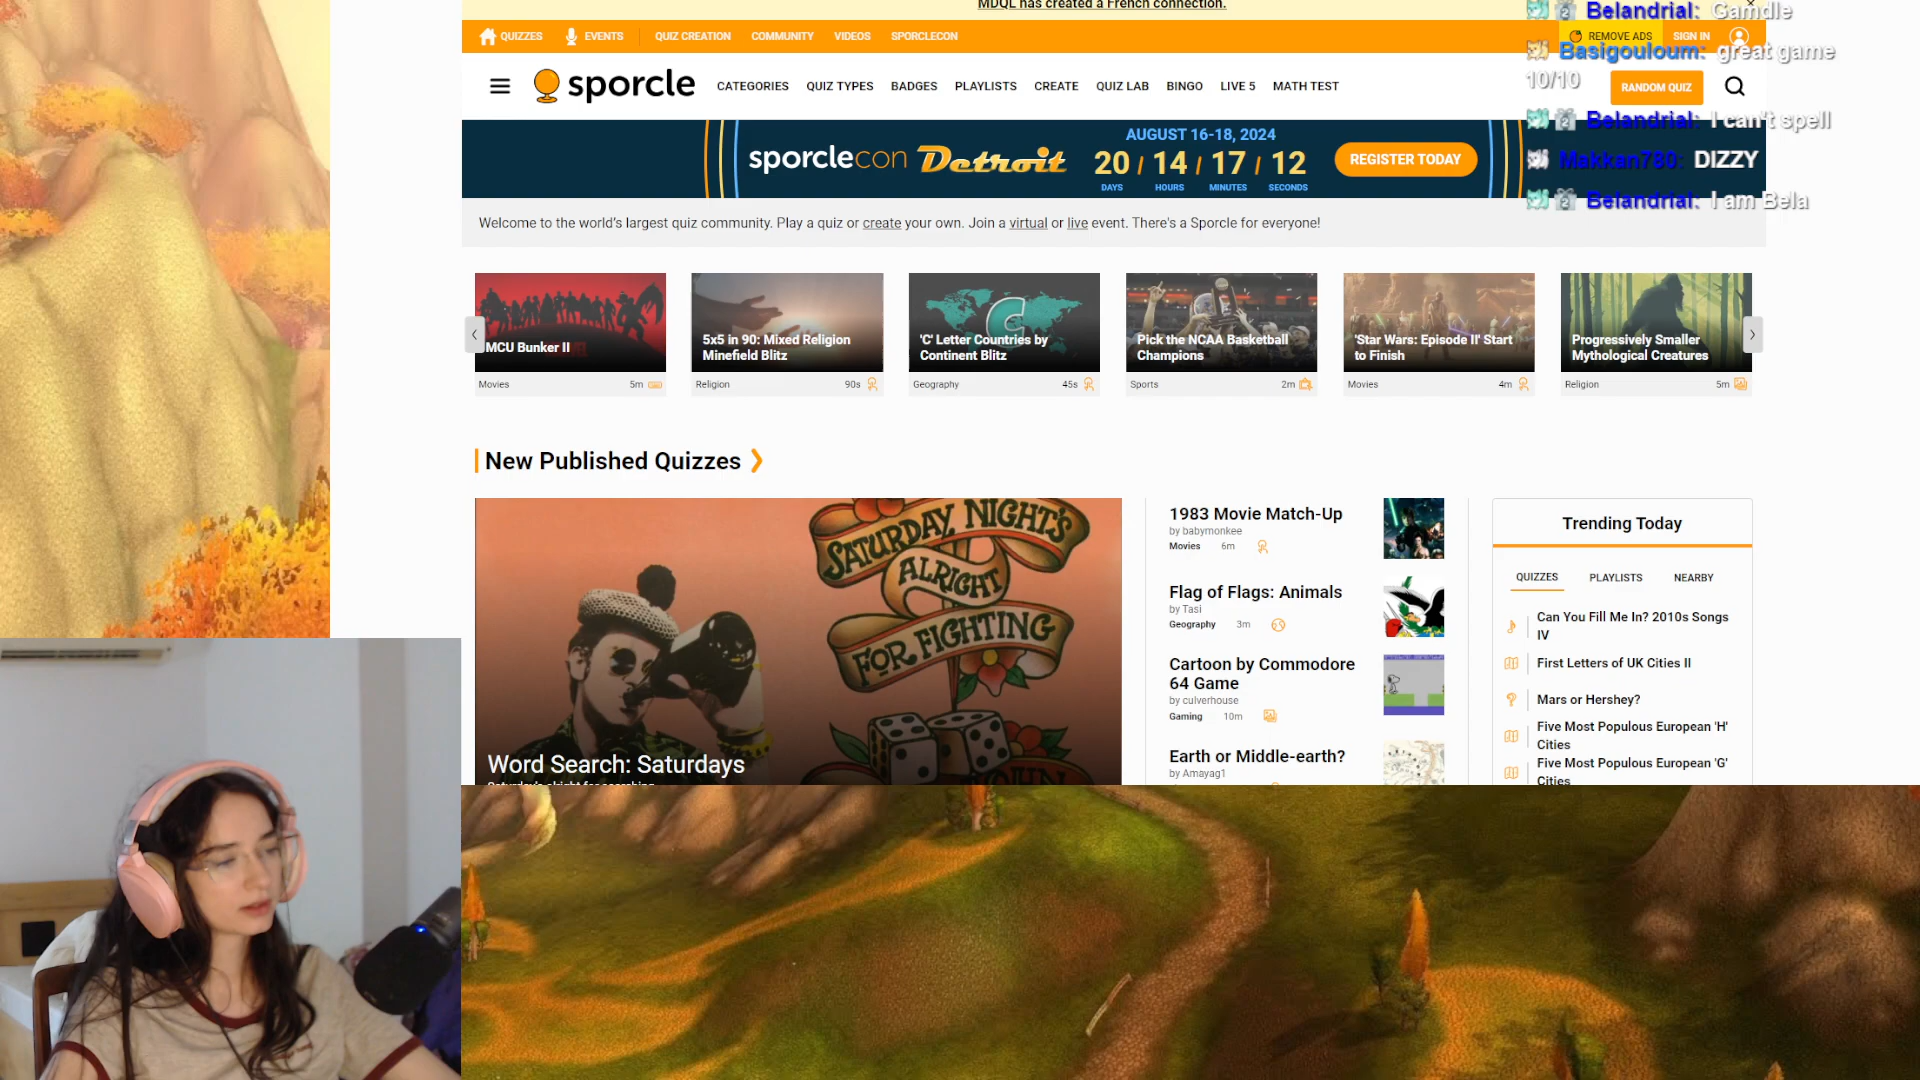 MDQL has created a French connection.
QUIZZES EVENTS QUIZ CREATION COMMUNITY VIDEOS SPORCLECON REMOVE ADS SIGN IN
sporcle CATEGORIES QUIZ TYPES BADGES PLAYLISTS CREATE QUIZ LAB BINGO LIVE 5 MATH TEST RANDOM QUIZ
Belandrial: Gamdle
Basigouloum: great game
10/10
Belandrial: I can't spell
Makkan780: DIZZY
Belandrial: I am Bela
AUGUST 16-18, 2024
sporclecon Detroit 20 / 14 / 17 / 12 REGISTER TODAY
DAYS HOURS MINUTES SECONDS
Welcome to the world's largest quiz community. Play a quiz or create your own. Join a virtual or live event. There's a Sporcle for everyone!
MCU Bunker II
Movies 5m
5x5 in 90: Mixed Religion
Minefield Blitz
Religion 90s
C
'C' Letter Countries by
Continent Blitz
Geography 45s
Pick the NCAA Basketball
Champions
Sports 2m
'Star Wars: Episode II' Start
to Finish
Movies 4m
Progressively Smaller
Mythological Creatures
Religion 5m
New Published Quizzes
SATURDAY NIGHT'S
ALRIGHT
FOR FIGHTING
Word Search: Saturdays
Saturday's alright for searching
1983 Movie Match-Up
by babymonkee
Movies 6m
Flag of Flags: Animals
by Tasi
Geography 3m
Cartoon by Commodore
64 Game
by culverhouse
Gaming 10m
Earth or Middle-earth?
by Amayag1
Trending Today
QUIZZES PLAYLISTS NEARBY
Can You Fill Me In? 2010s Songs
IV
First Letters of UK Cities II
Mars or Hershey?
Five Most Populous European 'H'
Cities
Five Most Populous European 'G'
Cities